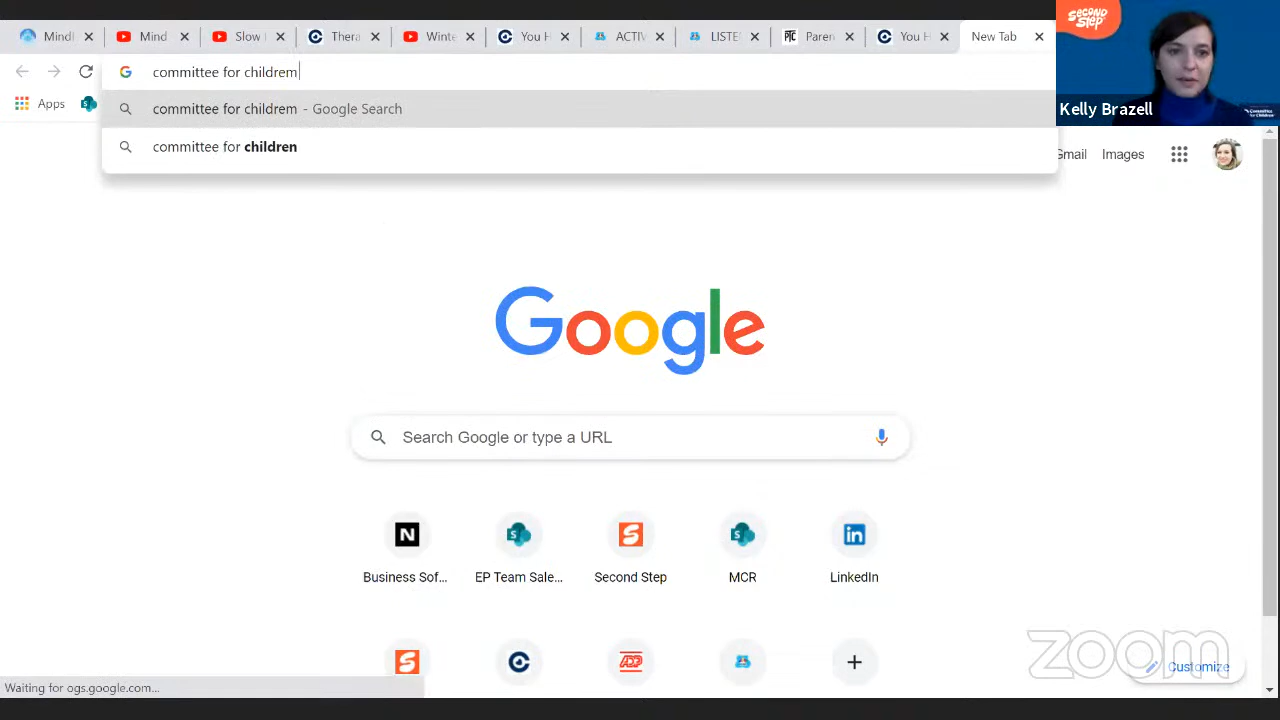 Mindf
Mind
Slow
Thera
Winte
You H
ACTIV
LISTE
Paren
You H
New Tab
SECOND STEP
committee for childrem
Apps
committee for childrem - Google Search
committee for children
Kelly Brazell
Gmail
Images
Google
Search Google or type a URL
Business Sof...
EP Team Sale...
Second Step
MCR
LinkedIn
ADP
zoom
Customize
Waiting for ogs.google.com...